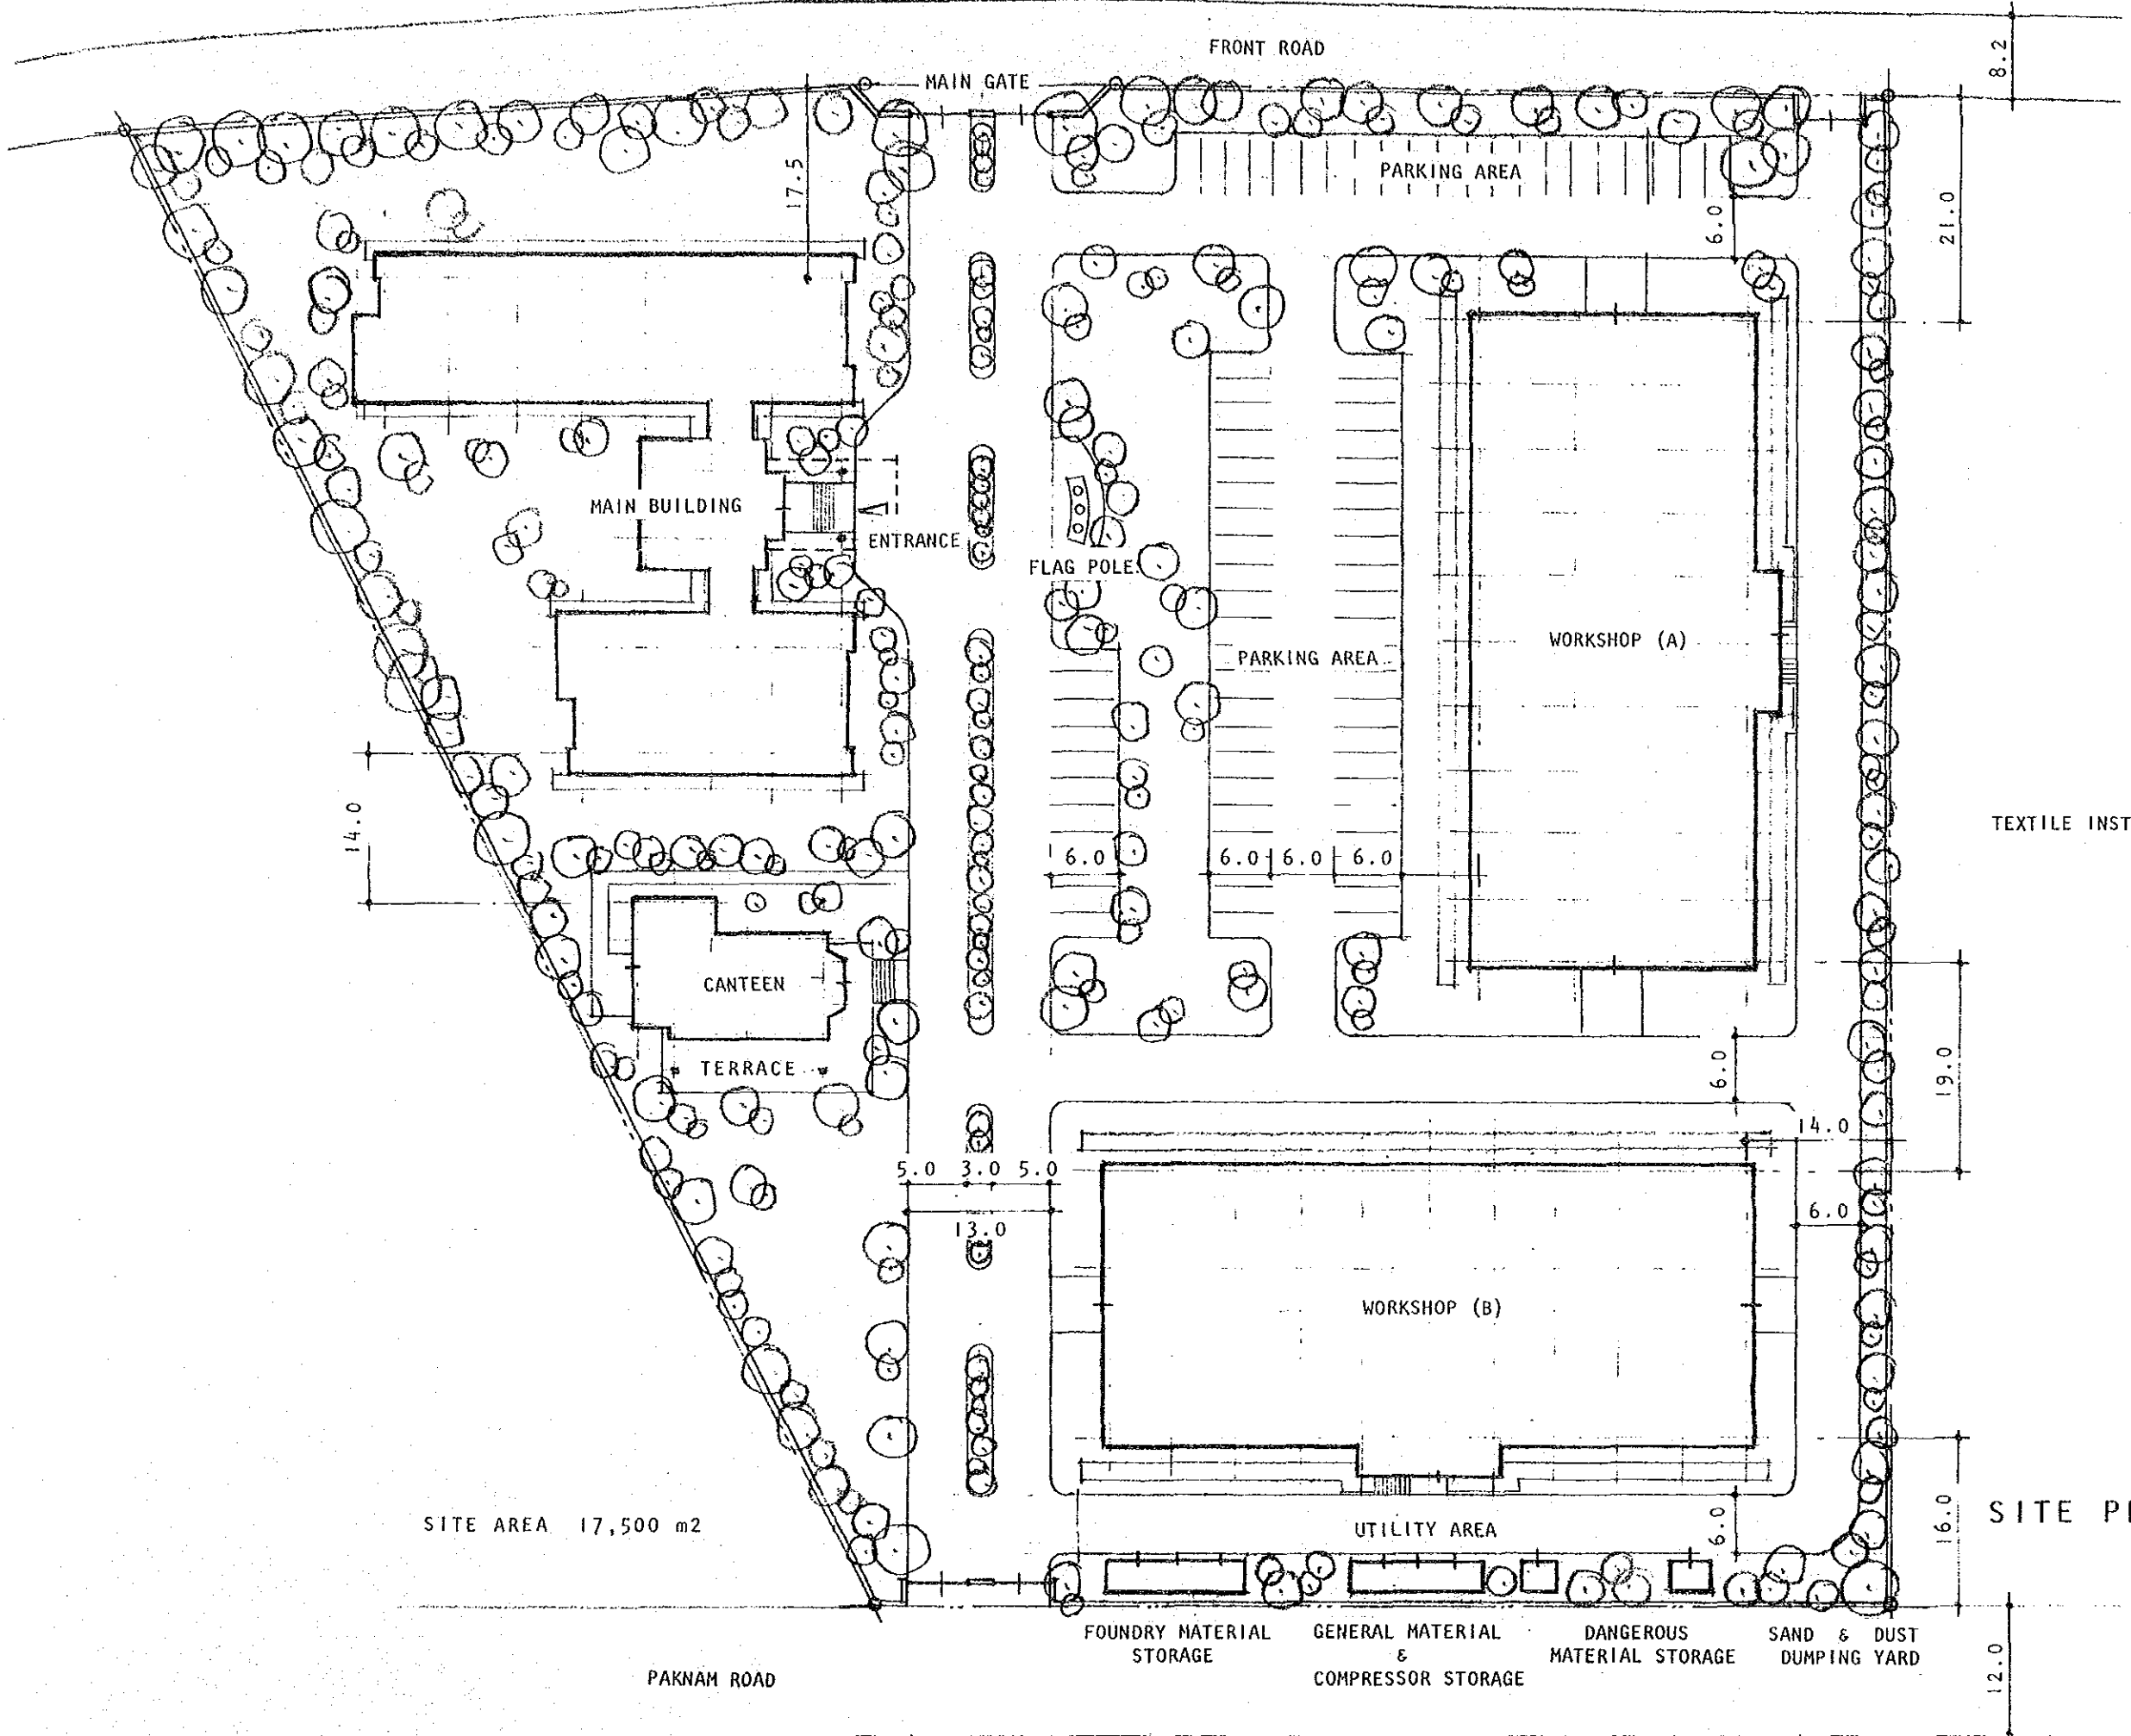 FRONT ROAD
8.2
MAIN GATE
PARKING AREA
17.5
6.0
21.0
MAIN BUILDING
ENTRANCE
FLAG POLE
PARKING AREA
WORKSHOP (A)
14.0
6.0
6.0
6.0
6.0
TEXTILE INST
CANTEEN
TERRACE
6.0
19.0
14.0
5.0 3.0 5.0
13.0
6.0
WORKSHOP (B)
SITE AREA 17,500 m2
UTILITY AREA
6.0
16.0
SITE
FOUNDRY MATERIAL
STORAGE
GENERAL MATERIAL
&
COMPRESSOR STORAGE
DANGEROUS
MATERIAL STORAGE
SAND & DUST
DUMPING YARD
PAKNAM ROAD
12.0